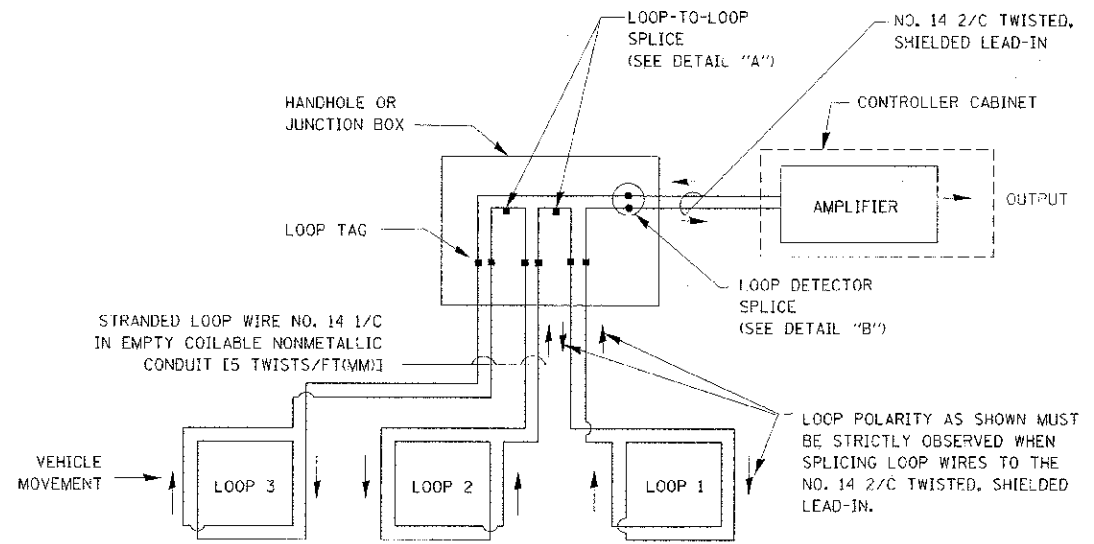 LOOP-TO-LOOP
SPLICE
(SEE DETAIL "A")
NO. 14 2/C TWISTED,
SHIELDED LEAD-IN
HANDHOLE OR
JUNCTION BOX
CONTROLLER CABINET
AMPLIFIER
OUTPUT
LOOP TAG
LOOP DETECTOR
SPLICE
(SEE DETAIL "B")
STRANDED LOOP WIRE NO. 14 1/C
IN EMPTY COILABLE NONMETALLIC
CONDUIT [5 TWISTS/FT(MM)]
LOOP POLARITY AS SHOWN MUST
BE STRICTLY OBSERVED WHEN
SPLICING LOOP WIRES TO THE
NO. 14 2/C TWISTED, SHIELDED
LEAD-IN.
VEHICLE
MOVEMENT
LOOP 3
LOOP 2
LOOP 1